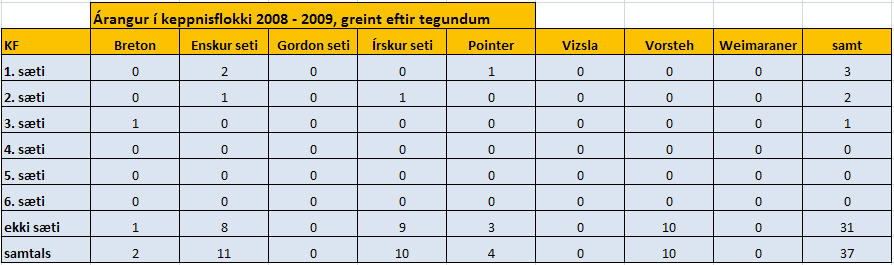 Árangur í keppnisflokki 2008 - 2009, greint eftir tegundum
KF Breton Enskur seti Gordon seti Írskur seti Pointer Vizsla Vorsteh Weimaraner samt
1. sæti 0 2 0 0 1 0 0 0 3
2. sæti 0 1 0 1 0 0 0 0 2
3. sæti 1 0 0 0 0 0 0 0 1
4. sæti 0 0 0 0 0 0 0 0 0
5. sæti 0 0 0 0 0 0 0 0 0
6. sæti 0 0 0 0 0 0 0 0 0
ekki sæti 1 8 0 9 3 0 10 0 31
samtals 2 11 0 10 4 0 10 0 37